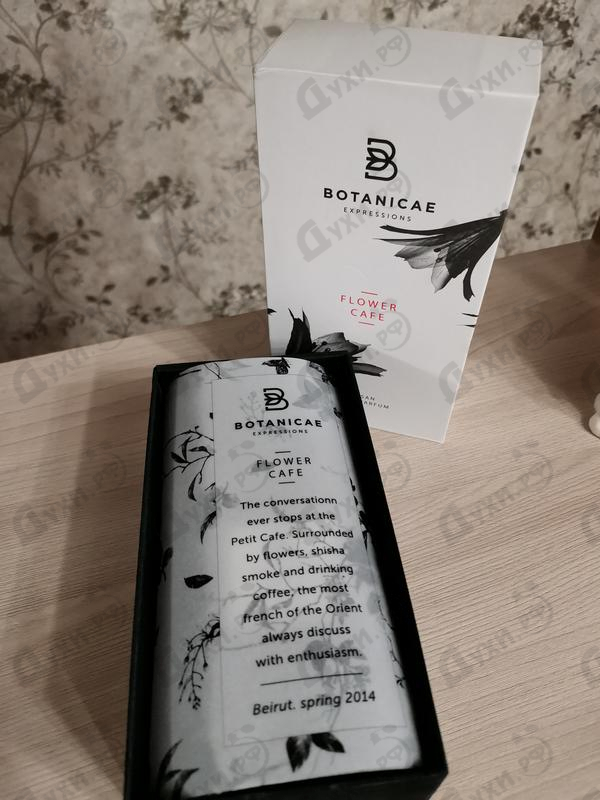 BOTANICAE
EXPRESSIONS
FLOWER
CAFE
BOTANICAE
EXPRESSIONS
FLOWER
CAFE
The conversationn
ever stops at the
Petit Cafe. Surrounded
by flowers, shisha
smoke and drinking
coffee, the most
french of the Orient
always discuss
with enthusiasm.
Beirut. spring 2014
Духи.РФ